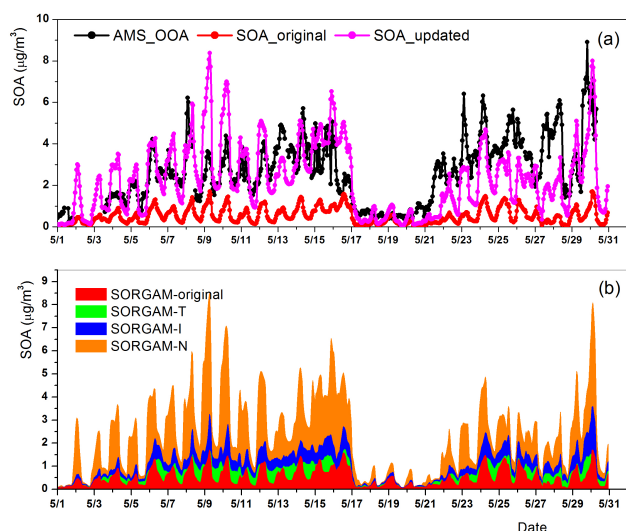 10
8
6
4
2
0
SOA (μg/m³)
AMS_OOA SOA_original SOA_updated (a)
5/1 5/3 5/5 5/7 5/9 5/11 5/13 5/15 5/17 5/19 5/21 5/23 5/25 5/27 5/29 5/31
9
8
7
6
5
4
3
2
1
0
SOA (μg/m³)
(b)
SORGAM-original
SORGAM-T
SORGAM-I
SORGAM-N
5/1 5/3 5/5 5/7 5/9 5/11 5/13 5/15 5/17 5/19 5/21 5/23 5/25 5/27 5/29 5/31
Date